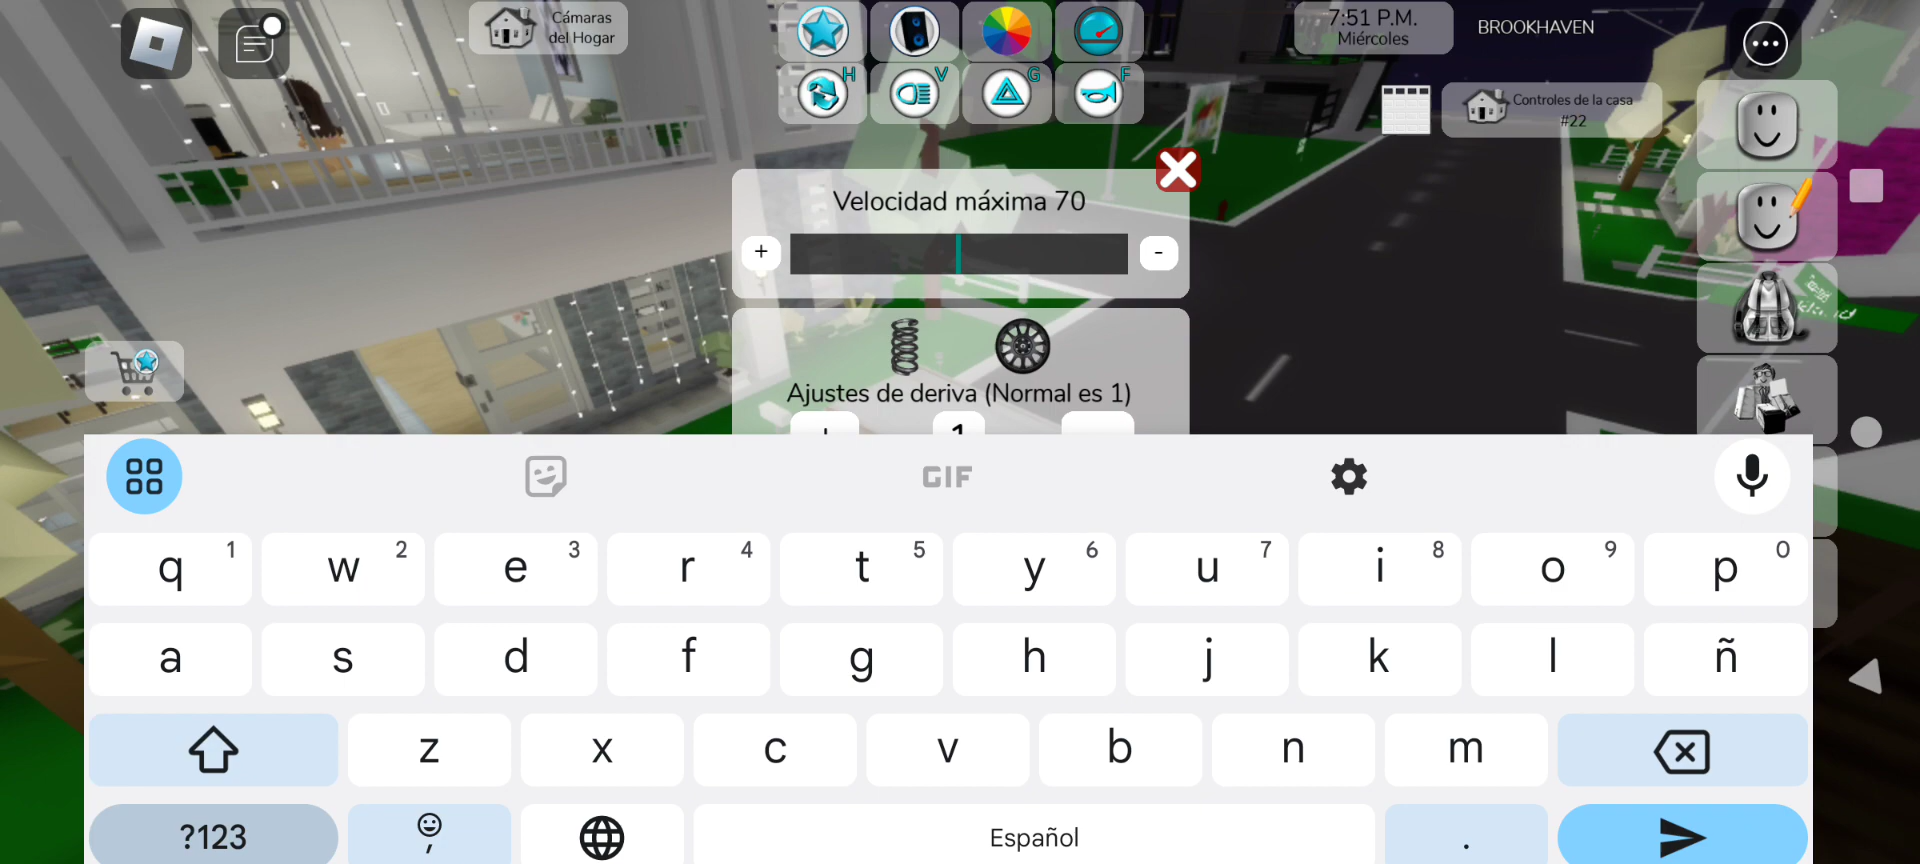 Cámaras
del Hogar
7:51 P.M.
Miércoles
BROOKHAVEN
H
V
G
F
Controles de la casa
#22
Velocidad máxima 70
+
-
Ajustes de deriva (Normal es 1)
1
GIF
q 1 w 2 e 3 r 4 t 5 y 6 u 7 i 8 o 9 p 0
a s d f g h j k l ñ
z x c v b n m
?123 , Español .